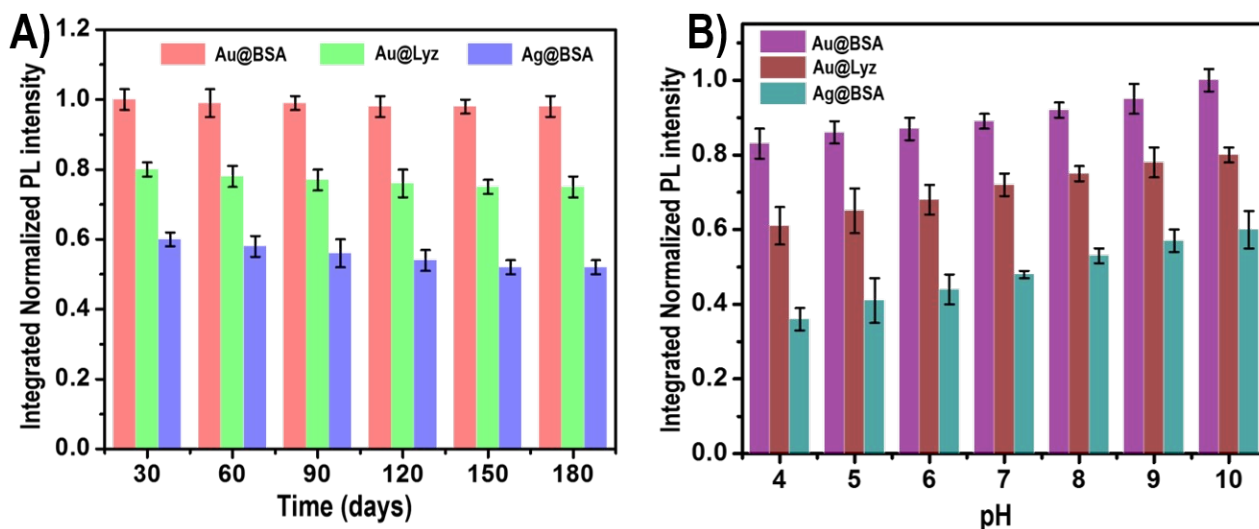 A)
Integrated Normalized PL intensity
1.2
1.0
0.8
0.6
0.4
0.2
0.0
Au@BSA Au@Lyz Ag@BSA
30 60 90 120 150 180
Time (days)
B)
Integrated Normalized PL intensity
1.0
0.8
0.6
0.4
0.2
0.0
Au@BSA
Au@Lyz
Ag@BSA
4 5 6 7 8 9 10
pH